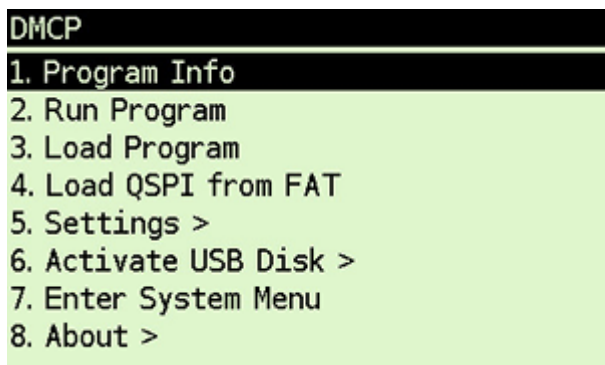 DMCP
1. Program Info
2. Run Program
3. Load Program
4. Load QSPI from FAT
5. Settings >
6. Activate USB Disk >
7. Enter System Menu
8. About >